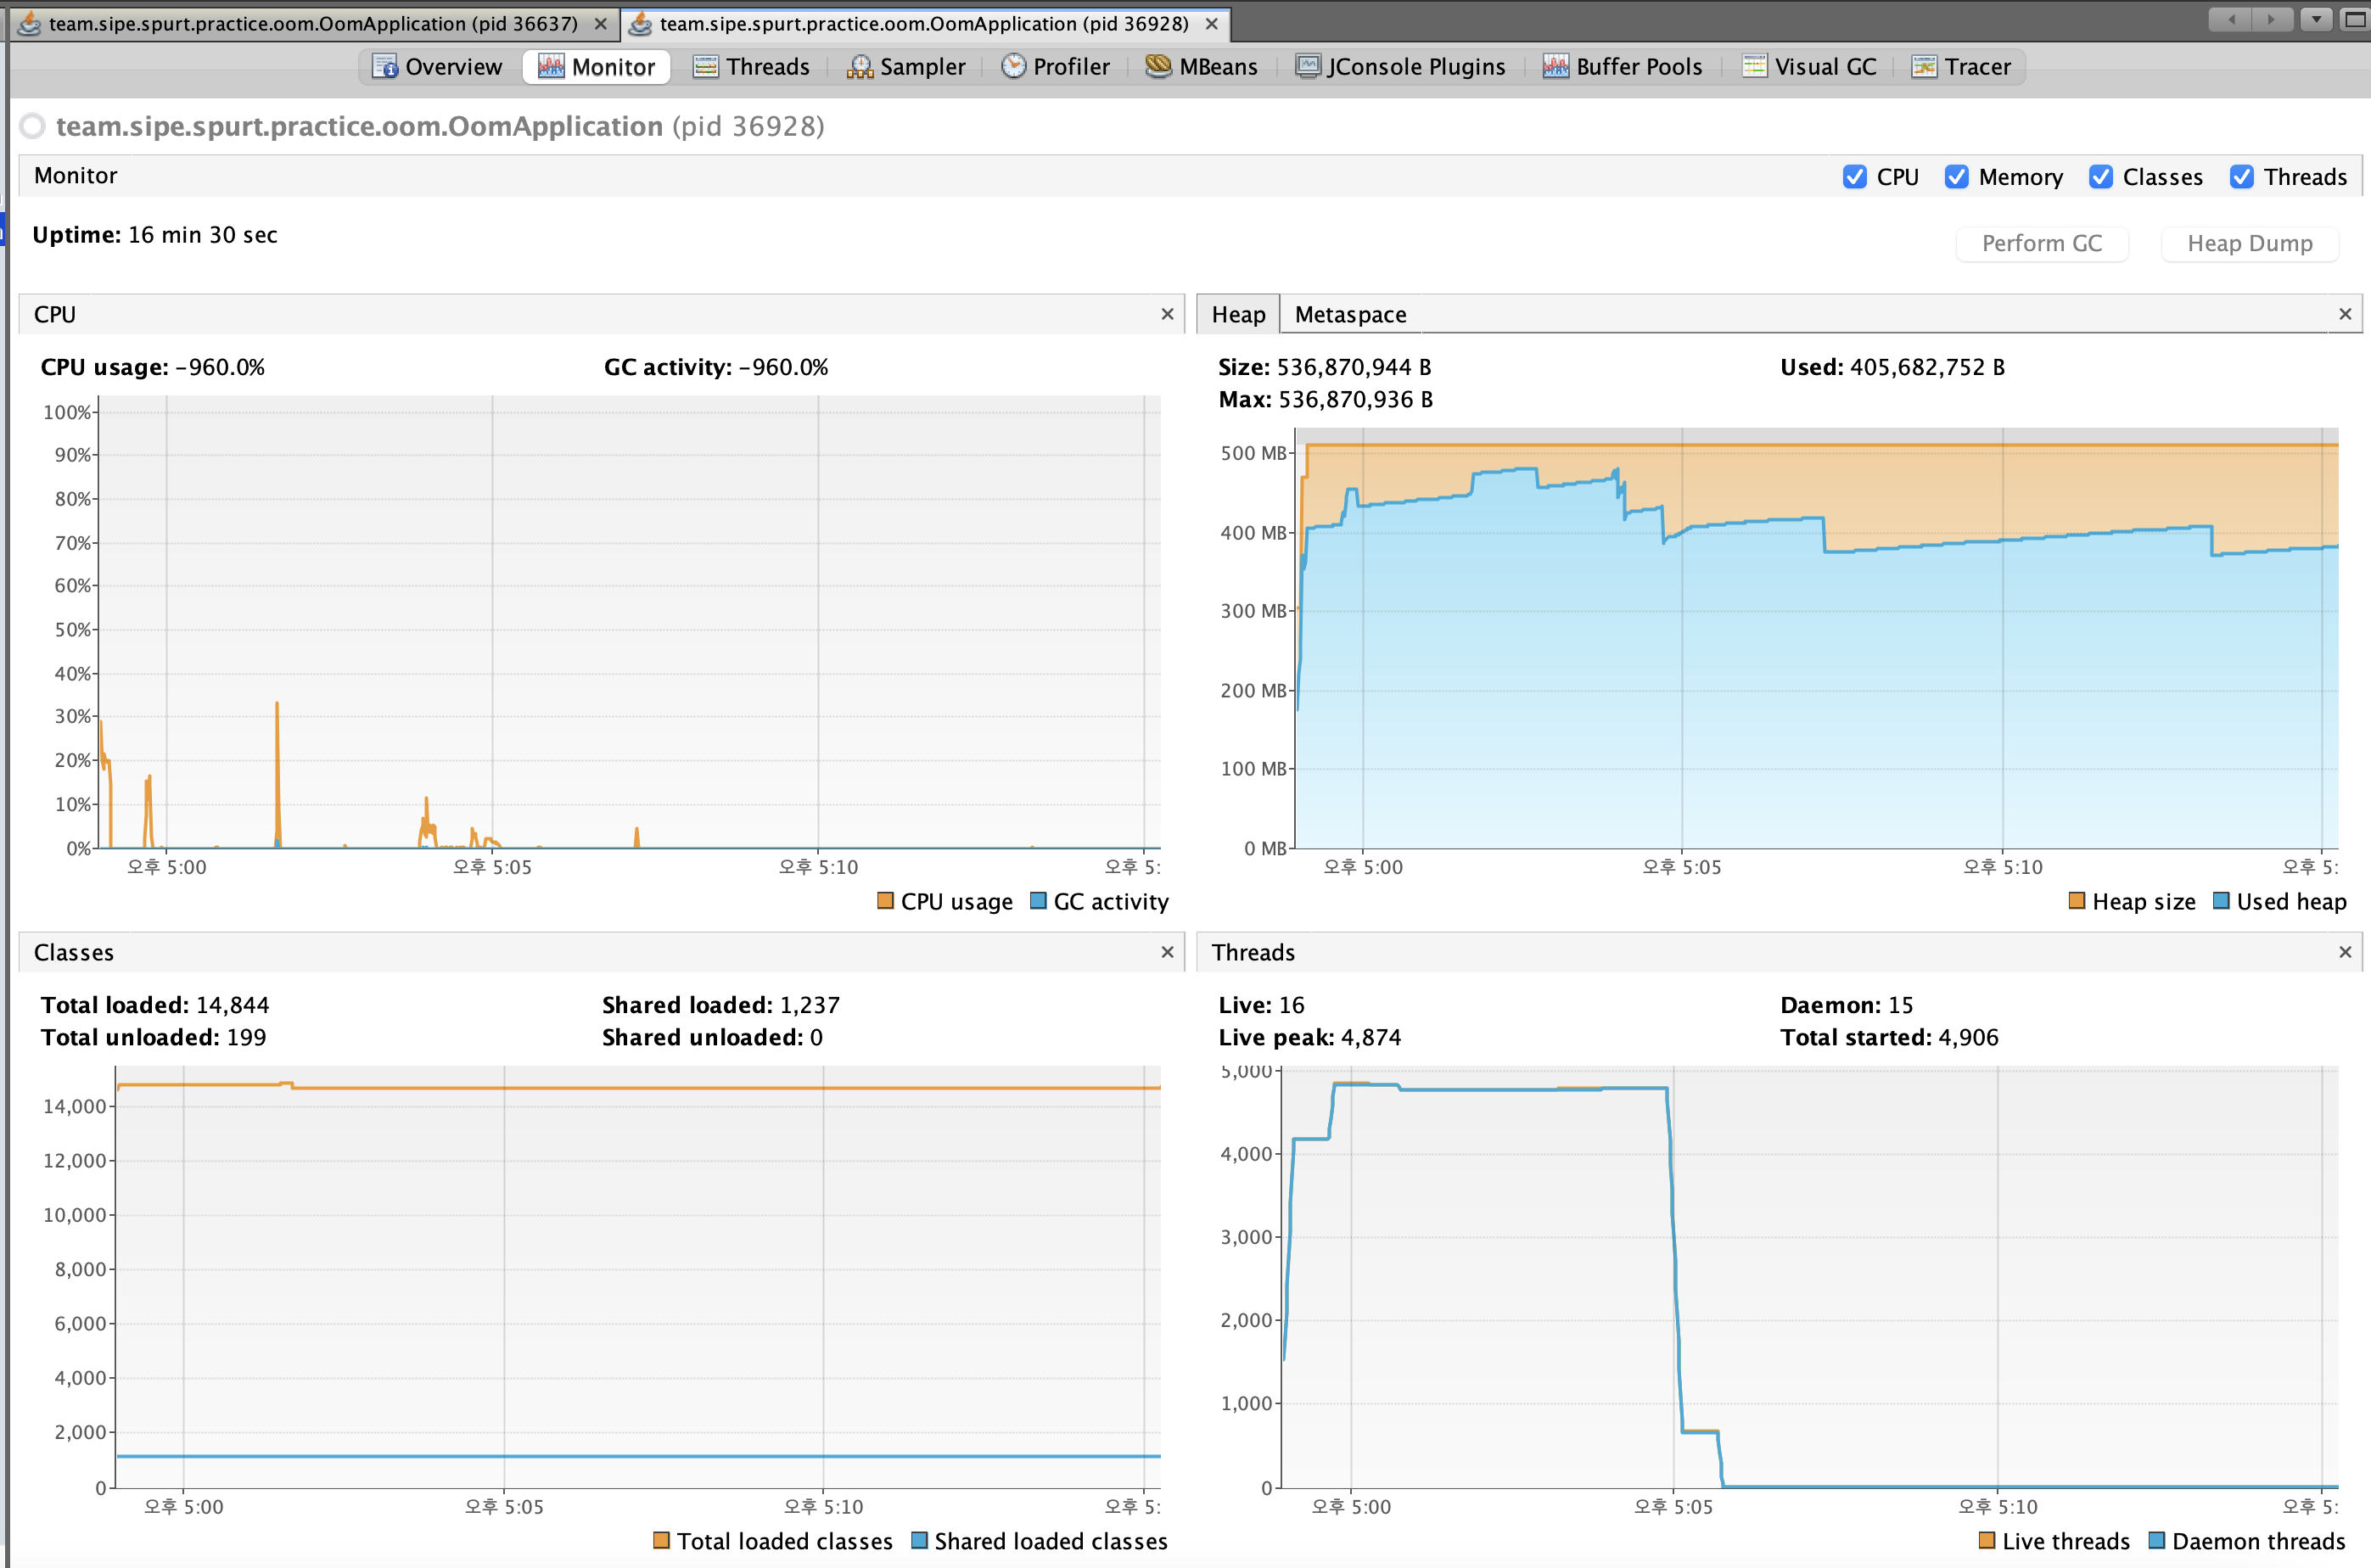 team.sipe.spurt.practice.oom.OomApplication (pid 36637) team.sipe.spurt.practice.oom.OomApplication (pid 36928)
Overview Monitor Threads Sampler Profiler MBeans JConsole Plugins Buffer Pools Visual GC Tracer
team.sipe.spurt.practice.oom.OomApplication (pid 36928)
Monitor CPU Memory Classes Threads
Uptime: 16 min 30 sec
Perform GC Heap Dump
CPU
CPU usage: -960.0% GC activity: -960.0%
100%
90%
80%
70%
60%
50%
40%
30%
20%
10%
0%
오후 5:00 오후 5:05 오후 5:10 오후 5:
CPU usage GC activity
Heap Metaspace
Size: 536,870,944 B Used: 405,682,752 B
Max: 536,870,936 B
500 MB
400 MB
300 MB
200 MB
100 MB
0 MB
오후 5:00 오후 5:05 오후 5:10 오후 5:
Heap size Used heap
Classes
Total loaded: 14,844 Shared loaded: 1,237
Total unloaded: 199 Shared unloaded: 0
14,000
12,000
10,000
8,000
6,000
4,000
2,000
0
오후 5:00 오후 5:05 오후 5:10 오후 5:
Total loaded classes Shared loaded classes
Threads
Live: 16 Daemon: 15
Live peak: 4,874 Total started: 4,906
5,000
4,000
3,000
2,000
1,000
0
오후 5:00 오후 5:05 오후 5:10 오후 5:
Live threads Daemon threads